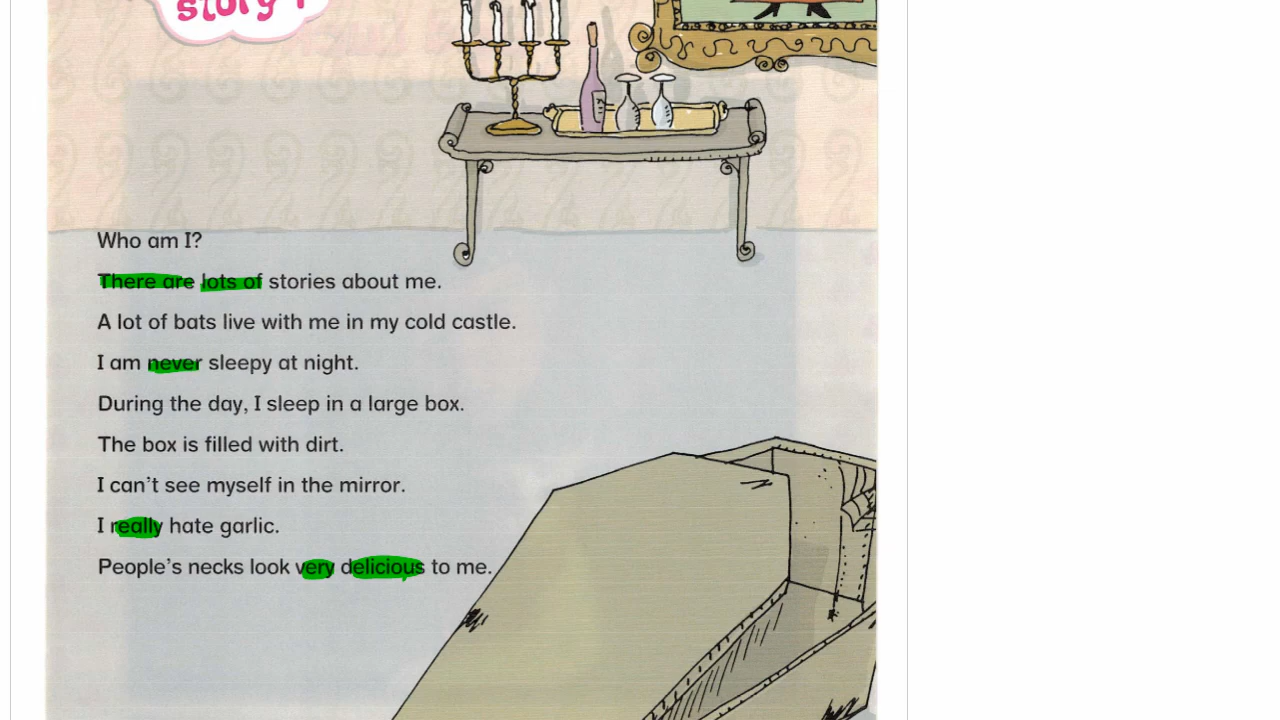 story 1
Who am I?
There are lots of stories about me.
A lot of bats live with me in my cold castle.
I am never sleepy at night.
During the day, I sleep in a large box.
The box is filled with dirt.
I can't see myself in the mirror.
I really hate garlic.
People's necks look very delicious to me.